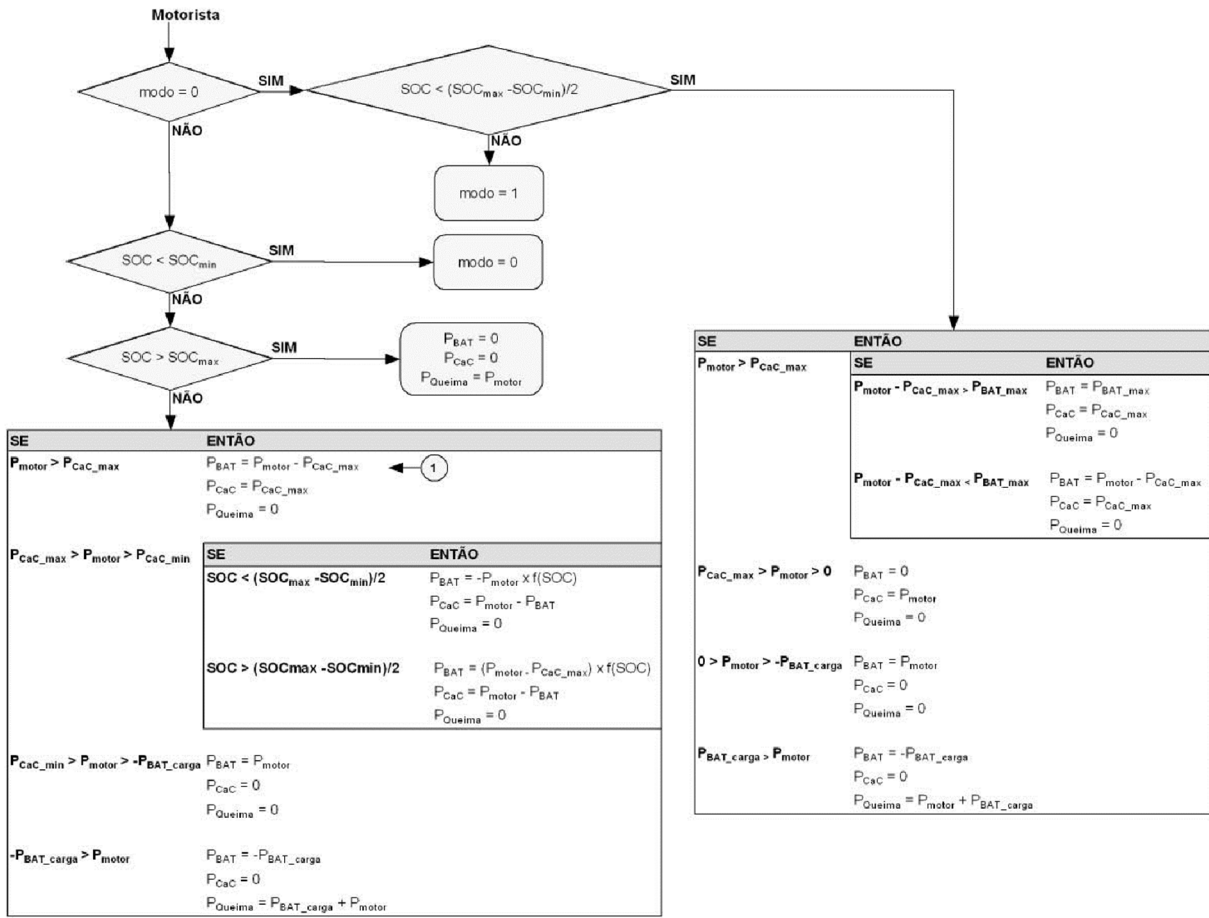 Motorista
modo = 0
SIM
SOC < (SOCmax -SOCmin)/2
SIM
NÃO
NÃO
modo = 1
SOC < SOCmin
SIM
modo = 0
NÃO
SOC > SOCmax
SIM
PBAT = 0
PCaC = 0
PQueima = Pmotor
NÃO
SE ENTÃO
Pmotor > PCaC_max PBAT = Pmotor - PCaC_max 1
PCaC = PCaC_max
PQueima = 0
PCaC_max > Pmotor > PCaC_min SE ENTÃO
SOC < (SOCmax -SOCmin)/2 PBAT = -Pmotor x f(SOC)
PCaC = Pmotor - PBAT
PQueima = 0
SOC > (SOCmax -SOCmin)/2 PBAT = (Pmotor - PCaC_max) x f(SOC)
PCaC = Pmotor - PBAT
PQueima = 0
PCaC_min > Pmotor > -PBAT_carga PBAT = Pmotor
PCaC = 0
PQueima = 0
-PBAT_carga > Pmotor PBAT = -PBAT_carga
PCaC = 0
PQueima = PBAT_carga + Pmotor
SE ENTÃO
Pmotor > PCaC_max SE ENTÃO
Pmotor - PCaC_max > PBAT_max PBAT = PBAT_max
PCaC = PCaC_max
PQueima = 0
Pmotor - PCaC_max < PBAT_max PBAT = Pmotor - PCaC_max
PCaC = PCaC_max
PQueima = 0
PCaC_max > Pmotor > 0 PBAT = 0
PCaC = Pmotor
PQueima = 0
0 > Pmotor > -PBAT_carga PBAT = Pmotor
PCaC = 0
PQueima = 0
PBAT_carga > Pmotor PBAT = -PBAT_carga
PCaC = 0
PQueima = Pmotor + PBAT_carga